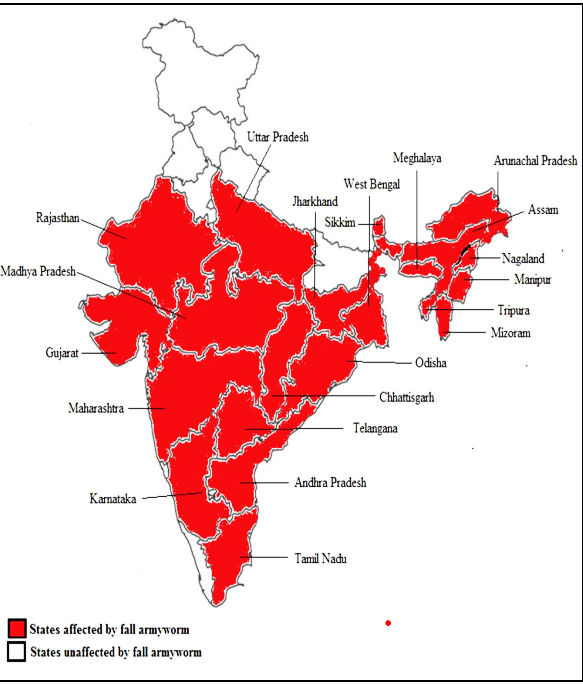 Uttar Pradesh
Meghalaya
Arunachal Pradesh
West Bengal
Jharkhand
Assam
Rajasthan
Sikkim
Nagaland
Madhya Pradesh
Manipur
Tripura
Mizoram
Gujarat
Odisha
Chhattisgarh
Maharashtra
Telangana
Andhra Pradesh
Karnataka
Tamil Nadu
States affected by fall armyworm
States unaffected by fall armyworm